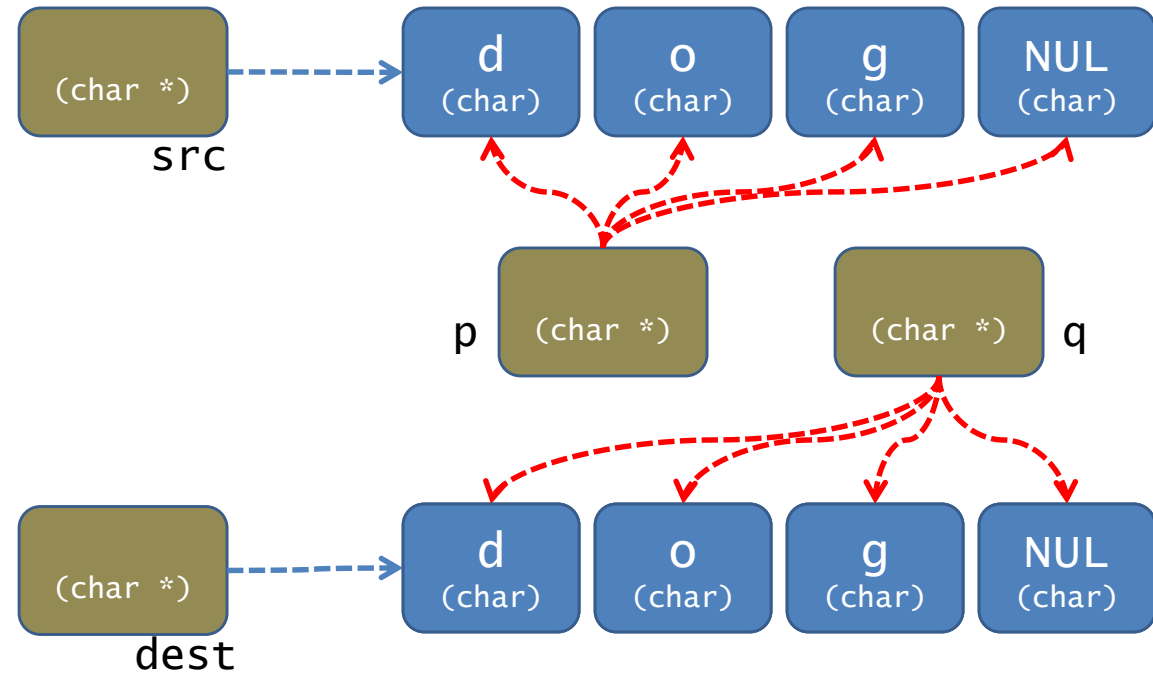 d o g NUL
(char *) (char) (char) (char) (char)
src
p (char *) (char *) q
d o g NUL
(char *) (char) (char) (char) (char)
dest